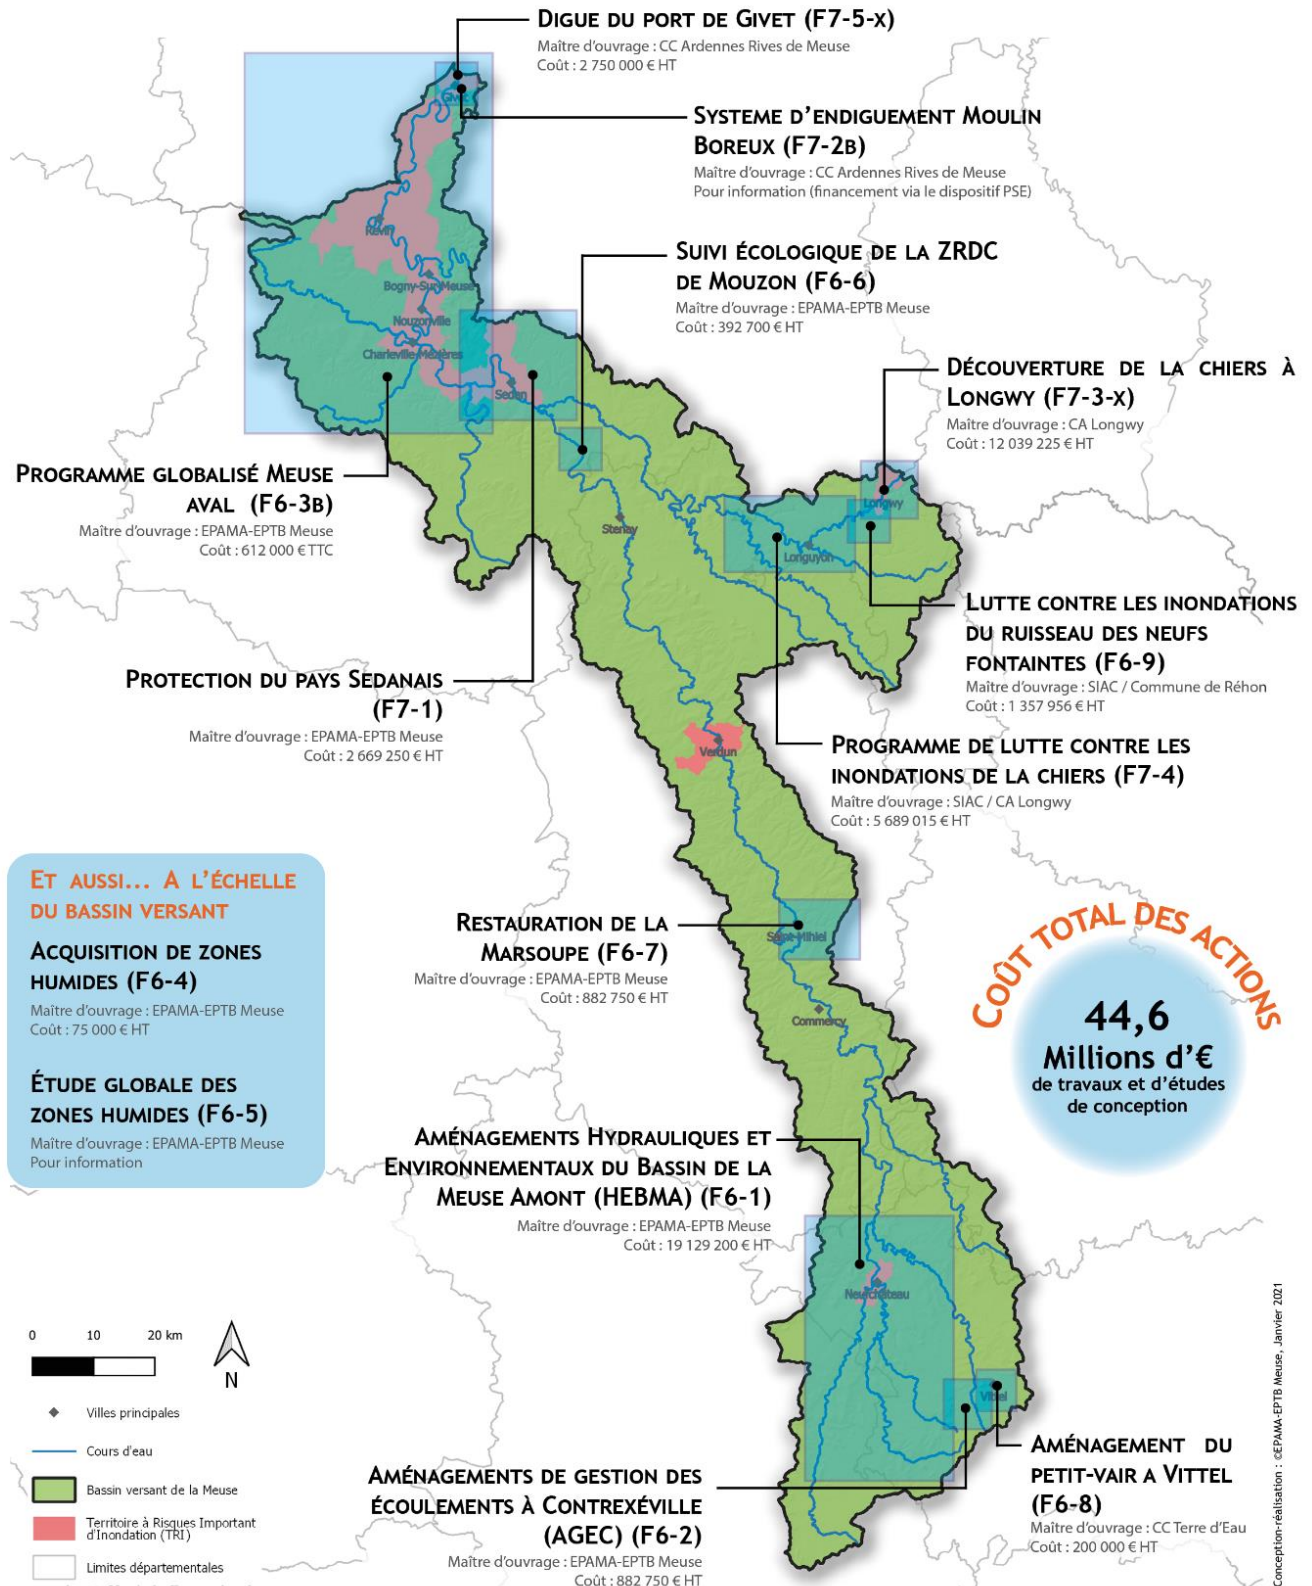 DIGUE DU PORT DE GIVET (F7-5-X)
Maître d'ouvrage : CC Ardennes Rives de Meuse
Coût : 2 750 000 € HT
SYSTEME D'ENDIGUEMENT MOULIN
BOREUX (F7-2B)
Maître d'ouvrage : CC Ardennes Rives de Meuse
Pour information (financement via le dispositif PSE)
SUIVI ÉCOLOGIQUE DE LA ZRDC
DE MOUZON (F6-6)
Maître d'ouvrage : EPAMA-EPTB Meuse
Coût : 392 700 € HT
DÉCOUVERTURE DE LA CHIERS À
LONGWY (F7-3-X)
Maître d'ouvrage : CA Longwy
Coût : 12 039 225 € HT
Givet
Revin
Bogny-Sur-Meuse
Nouzonville
Charleville-Mézières
Sedan
Stenay
Longwy
Longuyon
PROGRAMME GLOBALISÉ MEUSE
AVAL (F6-3B)
Maître d'ouvrage : EPAMA-EPTB Meuse
Coût : 612 000 € TTC
LUTTE CONTRE LES INONDATIONS
DU RUISSEAU DES NEUFS
FONTAINTES (F6-9)
Maître d'ouvrage : SIAC / Commune de Réhon
Coût : 1 357 956 € HT
PROTECTION DU PAYS SEDANAIS
(F7-1)
Maître d'ouvrage : EPAMA-EPTB Meuse
Coût : 2 669 250 € HT
Verdun
PROGRAMME DE LUTTE CONTRE LES
INONDATIONS DE LA CHIERS (F7-4)
Maître d'ouvrage : SIAC / CA Longwy
Coût : 5 689 015 € HT
ET AUSSI... A L'ÉCHELLE
DU BASSIN VERSANT
ACQUISITION DE ZONES
HUMIDES (F6-4)
Maître d'ouvrage : EPAMA-EPTB Meuse
Coût : 75 000 € HT
ÉTUDE GLOBALE DES
ZONES HUMIDES (F6-5)
Maître d'ouvrage : EPAMA-EPTB Meuse
Pour information
RESTAURATION DE LA
MARSOUPE (F6-7)
Maître d'ouvrage : EPAMA-EPTB Meuse
Coût : 882 750 € HT
Saint-Mihiel
Commercy
COÛT TOTAL DES ACTIONS
44,6
Millions d'€
de travaux et d'études
de conception
AMÉNAGEMENTS HYDRAULIQUES ET
ENVIRONNEMENTAUX DU BASSIN DE LA
MEUSE AMONT (HEBMA) (F6-1)
Maître d'ouvrage : EPAMA-EPTB Meuse
Coût : 19 129 200 € HT
Neufchâteau
Vittel
AMÉNAGEMENT DU
PETIT-VAIR A VITTEL
(F6-8)
Maître d'ouvrage : CC Terre d'Eau
Coût : 200 000 € HT
AMÉNAGEMENTS DE GESTION DES
ÉCOULEMENTS À CONTREXÉVILLE
(AGEC) (F6-2)
Maître d'ouvrage : EPAMA-EPTB Meuse
Coût : 882 750 € HT
0 10 20 km
N
Villes principales
Cours d'eau
Bassin versant de la Meuse
Territoire à Risques Important
d'Inondation (TRI)
Limites départementales
Conception-réalisation : ©EPAMA-EPTB Meuse, Janvier 2021